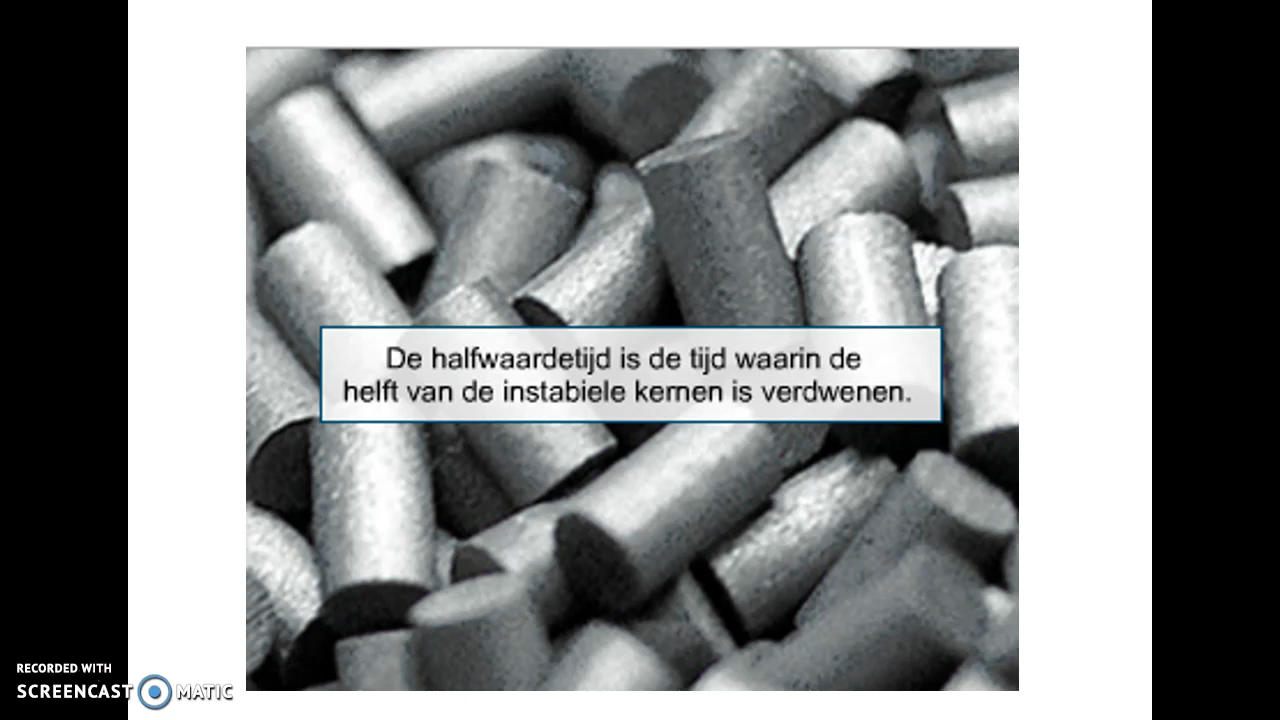 De halfwaardetijd is de tijd waarin de
helft van de instabiele kernen is verdwenen.
RECORDED WITH
SCREENCAST MATIC